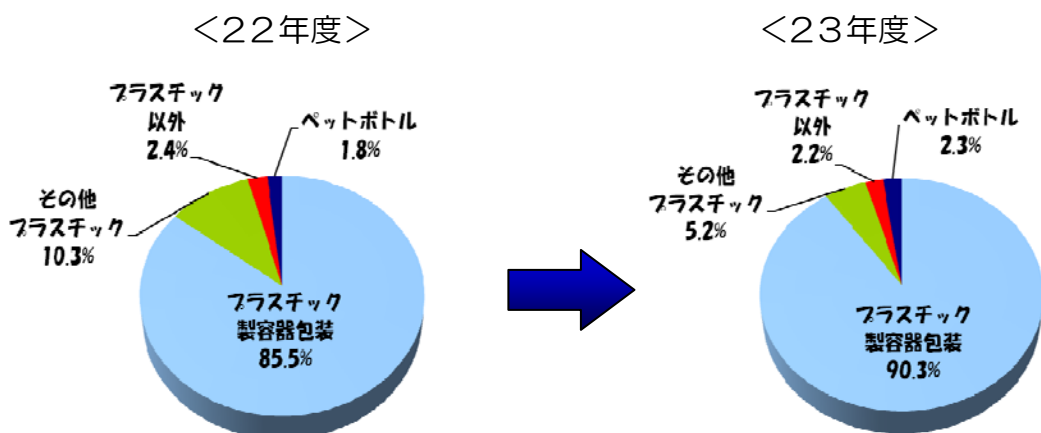 ＜２２年度＞
プラスチック
以外
2.4%
ペットボトル
1.8%
その他
プラスチック
10.3%
プラスチック
製容器包装
85.5%
＜２３年度＞
プラスチック
以外
2.2%
ペットボトル
2.3%
その他
プラスチック
5.2%
プラスチック
製容器包装
90.3%